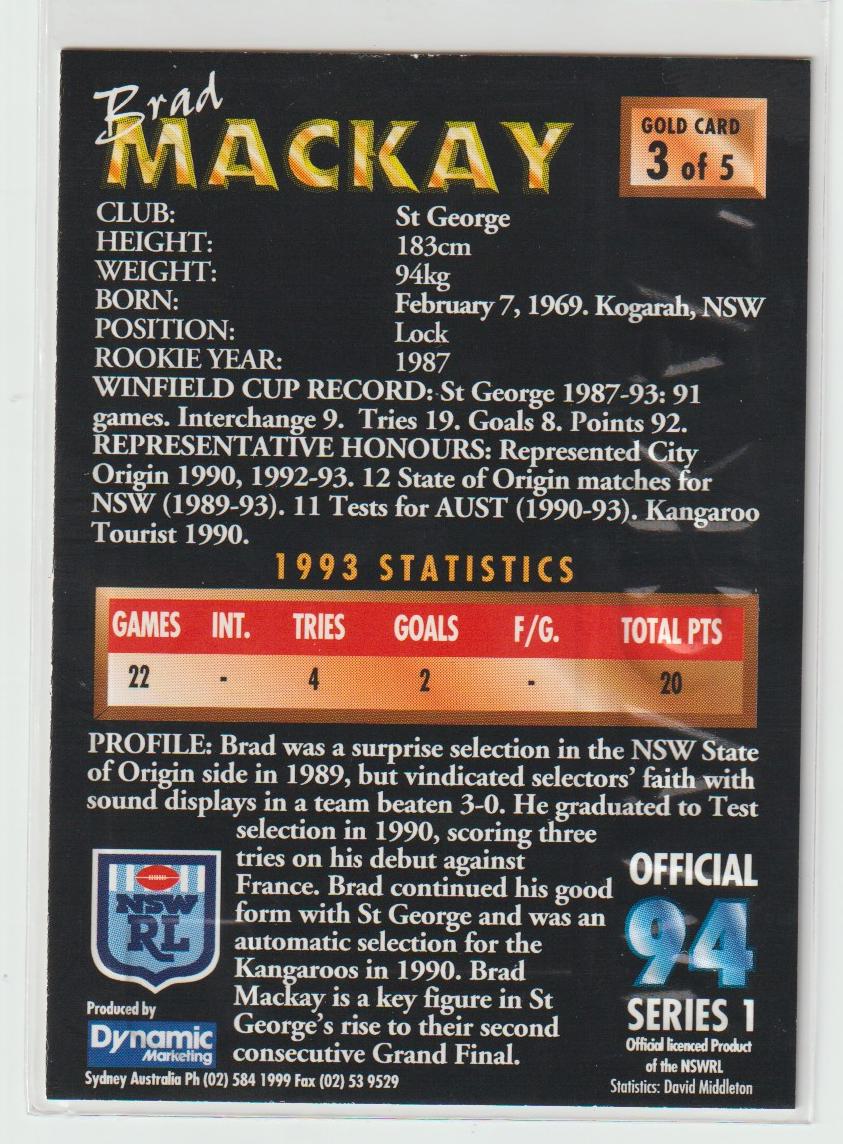 Brad
MACKAY
GOLD CARD
3 of 5
CLUB: St George
HEIGHT: 183cm
WEIGHT: 94kg
BORN: February 7, 1969. Kogarah, NSW
POSITION: Lock
ROOKIE YEAR: 1987
WINFIELD CUP RECORD: St George 1987-93: 91
games. Interchange 9. Tries 19. Goals 8. Points 92.
REPRESENTATIVE HONOURS: Represented City
Origin 1990, 1992-93. 12 State of Origin matches for
NSW (1989-93). 11 Tests for AUST (1990-93). Kangaroo
Tourist 1990.
1993 STATISTICS
GAMES INT. TRIES GOALS F/G. TOTAL PTS
22 - 4 2 - 20
PROFILE: Brad was a surprise selection in the NSW State
of Origin side in 1989, but vindicated selectors' faith with
sound displays in a team beaten 3-0. He graduated to Test
selection in 1990, scoring three
tries on his debut against
France. Brad continued his good
form with St George and was an
automatic selection for the
Kangaroos in 1990. Brad
Mackay is a key figure in St
George's rise to their second
consecutive Grand Final.
NSW
RL
Produced by
Dynamic
Marketing
Sydney Australia Ph (02) 584 1999 Fax (02) 53 9529
OFFICIAL
94
SERIES 1
Official licenced Product
of the NSWRL
Statistics: David Middleton